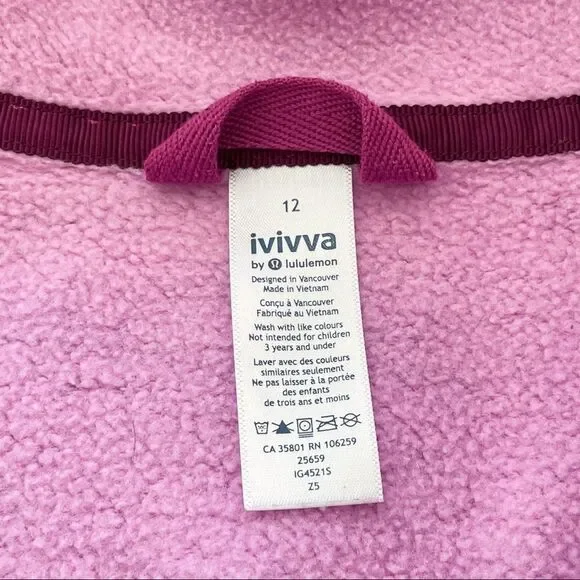 12
ivivva
by lululemon
Designed in Vancouver
Made in Vietnam
Conçu à Vancouver
Fabriqué au Vietnam
Wash with like colours
Not intended for children
3 years and under
Laver avec des couleurs
similaires seulement
Ne pas laisser à la portée
des enfants
de trois ans et moins
CA 35801 RN 106259
25659
IG4521S
Z5